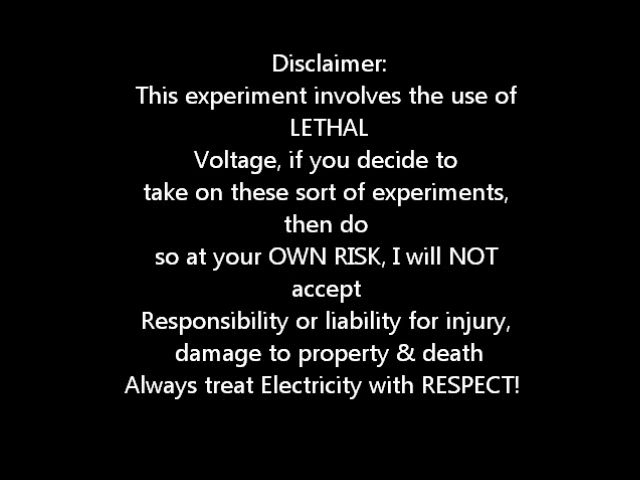 Disclaimer:
This experiment involves the use of
LETHAL
Voltage, if you decide to
take on these sort of experiments,
then do
so at your OWN RISK, I will NOT
accept
Responsibility or liability for injury,
damage to property & death
Always treat Electricity with RESPECT!